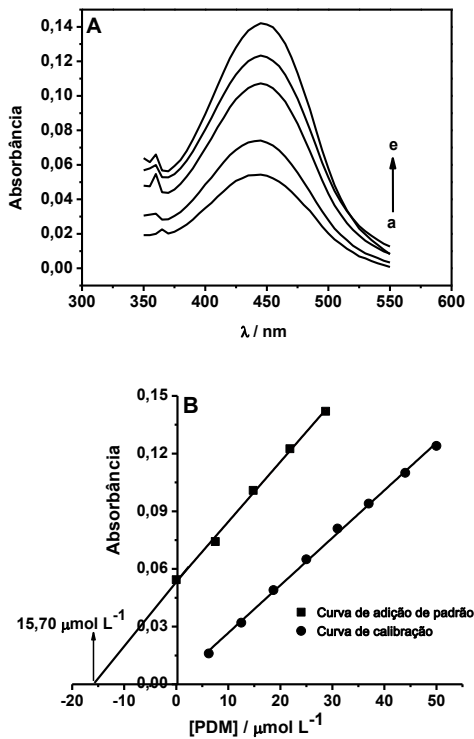 A
0,14
0,12
0,10
0,08
0,06
0,04
0,02
0,00
Absorbância
e
a
300 350 400 450 500 550 600
λ / nm
B
0,15
0,12
0,09
0,06
0,03
0,00
Absorbância
15,70 μmol L-1
Curva de adição de padrão
Curva de calibração
-20 -10 0 10 20 30 40 50
[PDM] / μmol L-1